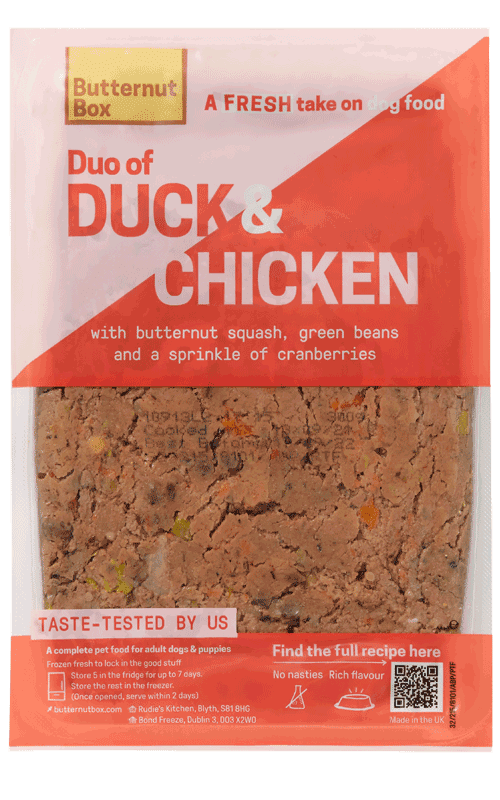 Butternut
Box
A FRESH take on dog food
Duo of
DUCK &
CHICKEN
with butternut squash, green beans
and a sprinkle of cranberries
TASTE-TESTED BY US
A complete pet food for adult dogs & puppies
Frozen fresh to lock in the good stuff
Store 5 in the fridge for up to 7 days.
Store the rest in the freezer.
(Once opened, serve within 2 days)
butternutbox.com
Rudie's Kitchen, Blyth, S81 8HG
Bond Freeze, Dublin 3, D03 X2W0
Find the full recipe here
No nasties Rich flavour
Made in the UK